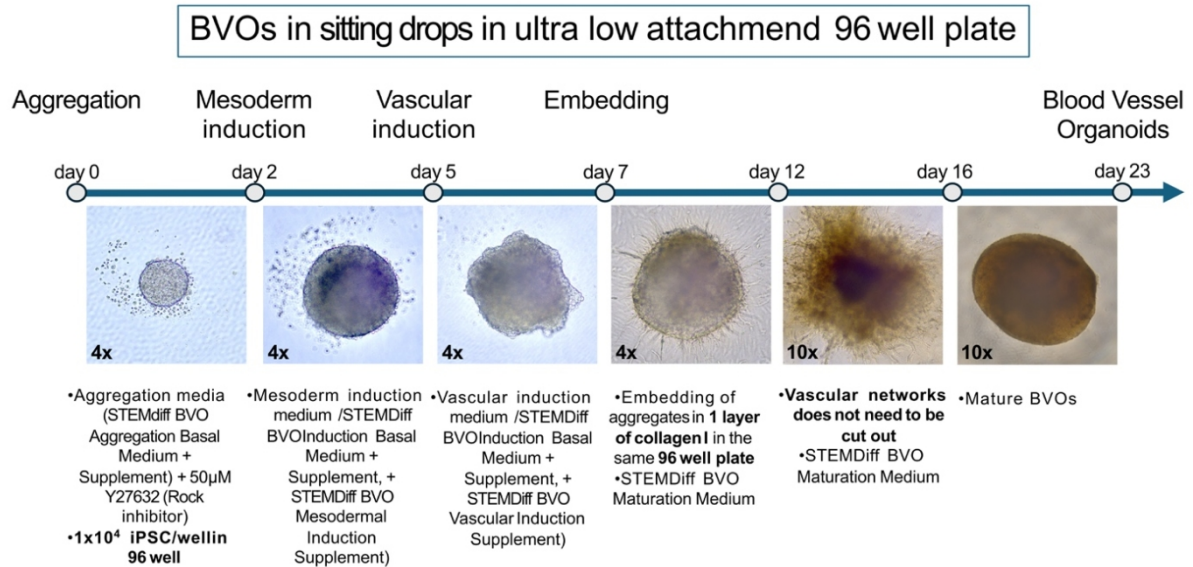 BVOs in sitting drops in ultra low attachmend 96 well plate
Aggregation
Mesoderm
induction
Vascular
induction
Embedding
Blood Vessel
Organoids
day 0
day 2
day 5
day 7
day 12
day 16
day 23
4x
4x
4x
4x
10x
10x
•Aggregation media
(STEMdiff BVO
Aggregation Basal
Medium +
Supplement) + 50µM
Y27632 (Rock
inhibitor)
•1x10⁴ iPSC/wellin
96 well
•Mesoderm induction
medium /STEMDiff
BVOInduction Basal
Medium +
Supplement, +
STEMDiff BVO
Mesodermal
Induction
Supplement)
•Vascular induction
medium /STEMDiff
BVOInduction Basal
Medium +
Supplement, +
STEMDiff BVO
Vascular Induction
Supplement)
•Embedding of
aggregates in 1 layer
of collagen I in the
same 96 well plate
•STEMDiff BVO
Maturation Medium
•Vascular networks
does not need to be
cut out
•STEMDiff BVO
Maturation Medium
•Mature BVOs